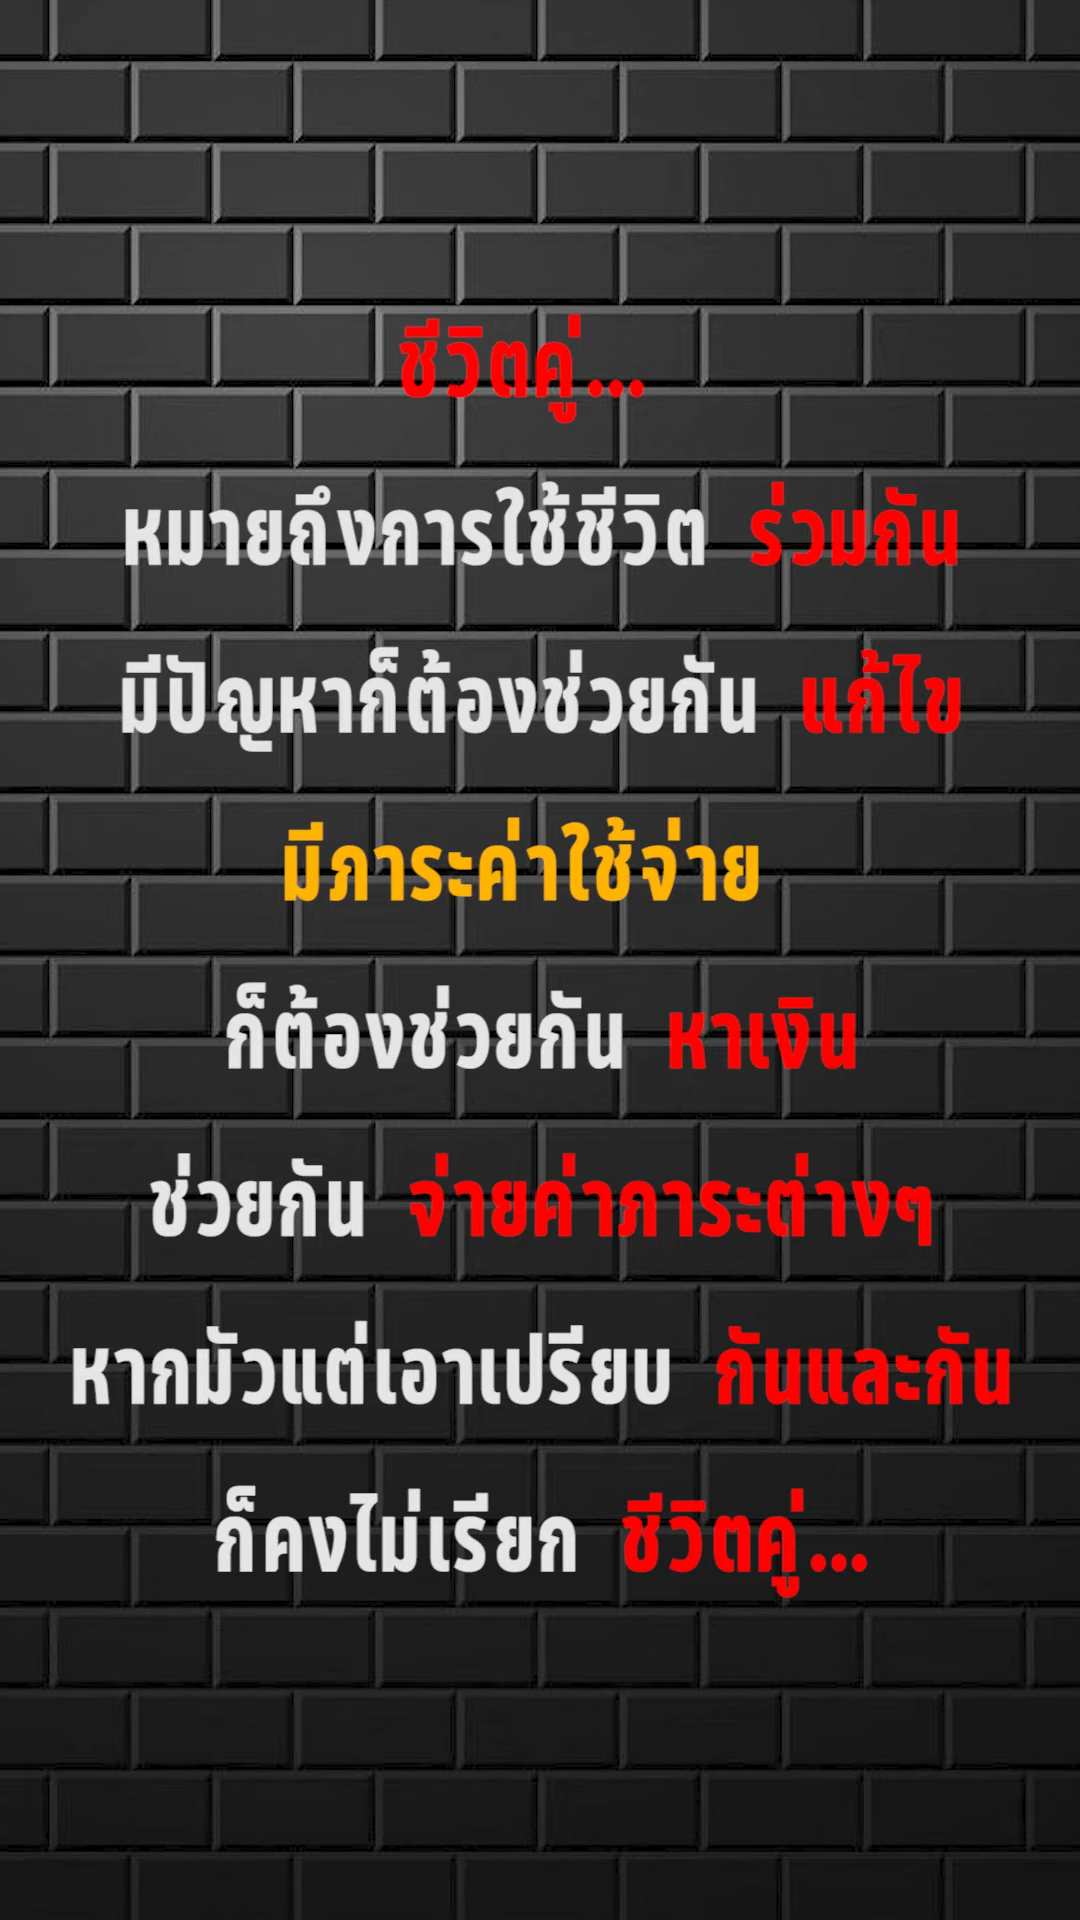 ชีวิตคู่...
หมายถึงการใช้ชีวิต ร่วมกัน
มีปัญหาก็ต้องช่วยกัน แก้ไข
มีภาระค่าใช้จ่าย
ก็ต้องช่วยกัน หาเงิน
ช่วยกัน จ่ายค่าภาระต่างๆ
หากมัวแต่เอาเปรียบ กันและกัน
ก็คงไม่เรียก ชีวิตคู่...